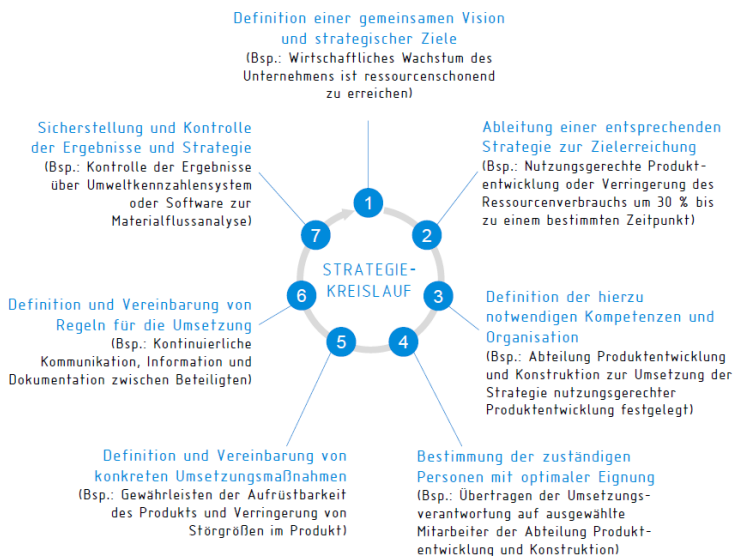 Definition einer gemeinsamen Vision
und strategischer Ziele
(Bsp.: Wirtschaftliches Wachstum des
Unternehmens ist ressourcenschonend
zu erreichen)
1
Ableitung einer entsprechenden
Strategie zur Zielerreichung
(Bsp.: Nutzungsgerechte Produkt-
entwicklung oder Verringerung des
Ressourcenverbrauchs um 30 % bis
zu einem bestimmten Zeitpunkt)
2
Definition der hierzu
notwendigen Kompetenzen und
Organisation
(Bsp.: Abteilung Produktentwicklung
und Konstruktion zur Umsetzung der
Strategie nutzungsgerechter
Produktentwicklung festgelegt)
3
Bestimmung der zuständigen
Personen mit optimaler Eignung
(Bsp.: Übertragen der Umsetzungs-
verantwortung auf ausgewählte
Mitarbeiter der Abteilung Produkt-
entwicklung und Konstruktion)
4
Definition und Vereinbarung von
konkreten Umsetzungsmaßnahmen
(Bsp.: Gewährleisten der Aufrüstbarkeit
des Produkts und Verringerung von
Störgrößen im Produkt)
5
Definition und Vereinbarung von
Regeln für die Umsetzung
(Bsp.: Kontinuierliche
Kommunikation, Information und
Dokumentation zwischen Beteiligten)
6
Sicherstellung und Kontrolle
der Ergebnisse und Strategie
(Bsp.: Kontrolle der Ergebnisse
über Umweltkennzahlensystem
oder Software zur
Materialflussanalyse)
7
STRATEGIE-
KREISLAUF